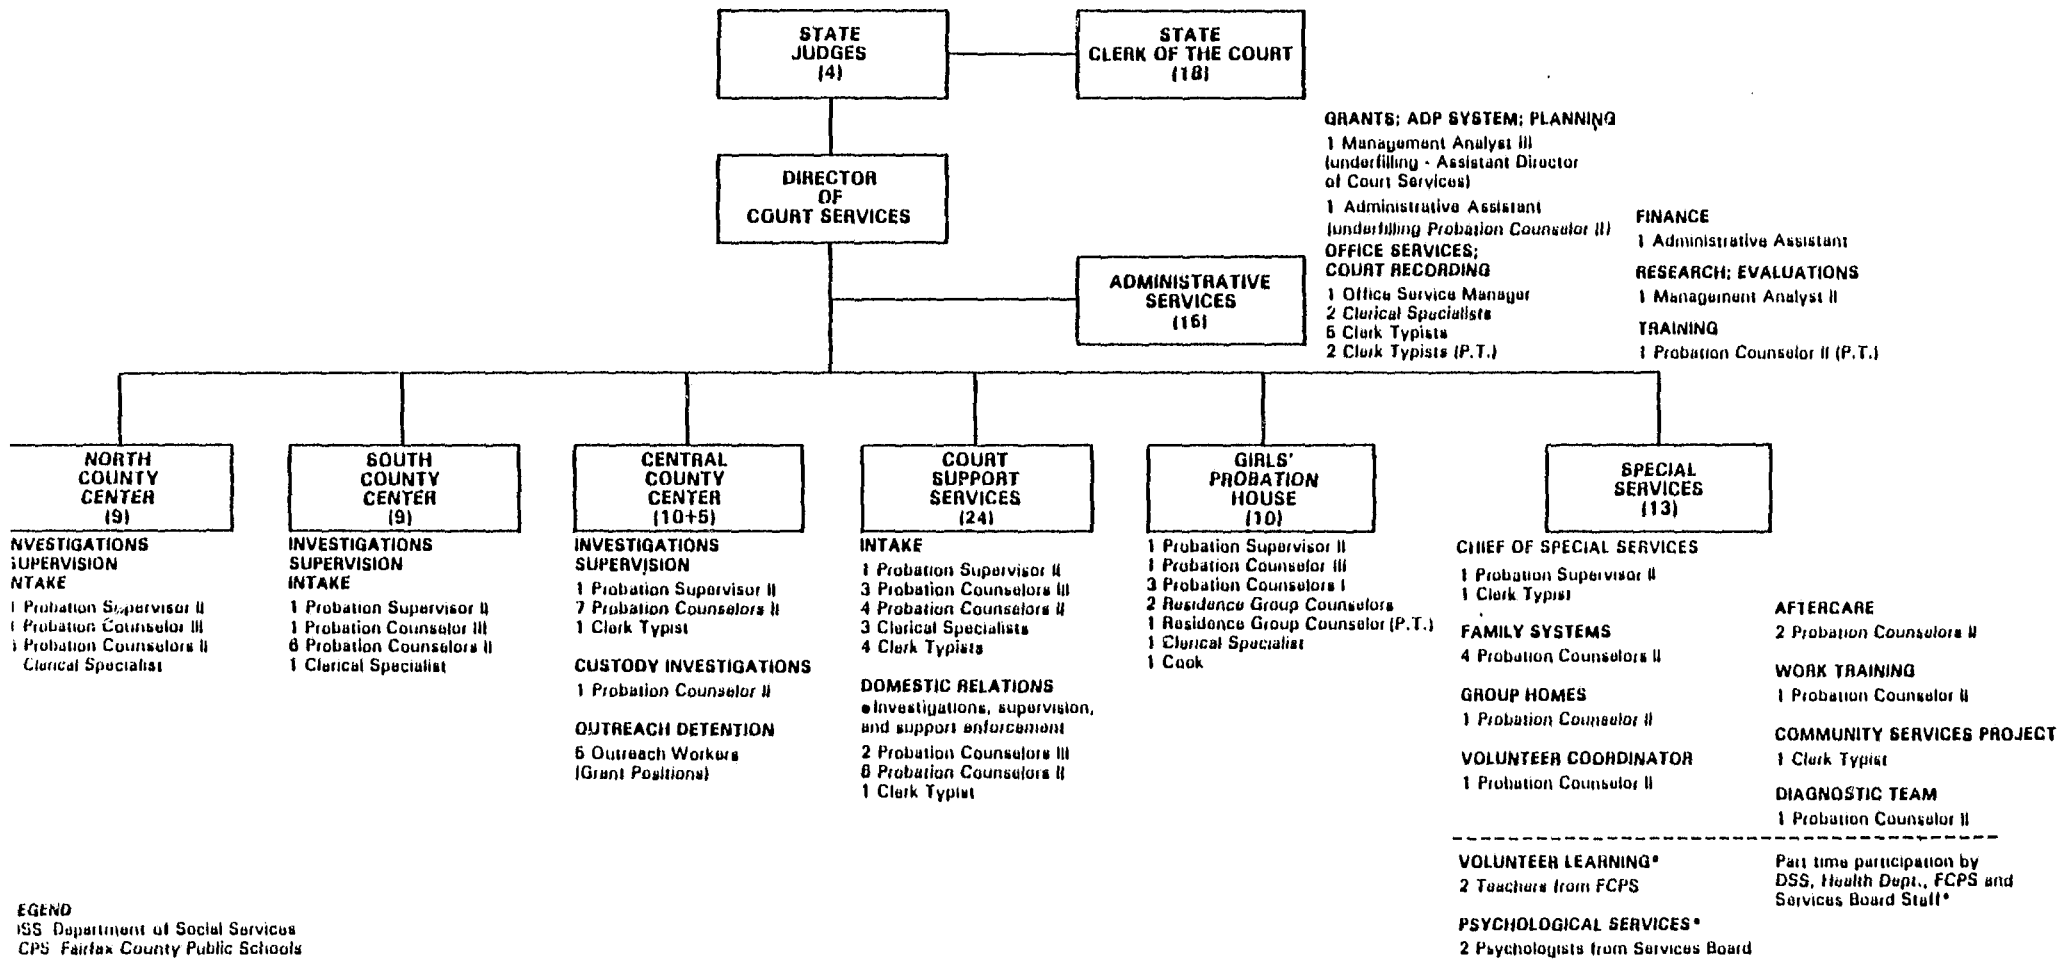 STATE
JUDGES
(4)
STATE
CLERK OF THE COURT
(18)
DIRECTOR
OF
COURT SERVICES
ADMINISTRATIVE
SERVICES
(16)
GRANTS; ADP SYSTEM; PLANNING
1 Management Analyst III
(underfilling - Assistant Director
of Court Services)
1 Administrative Assistant
(underfilling Probation Counselor II)
OFFICE SERVICES;
COURT RECORDING
1 Office Service Manager
2 Clerical Specialists
6 Clerk Typists
2 Clerk Typists (P.T.)
FINANCE
1 Administrative Assistant
RESEARCH; EVALUATIONS
1 Management Analyst II
TRAINING
1 Probation Counselor II (P.T.)
NORTH
COUNTY
CENTER
(9)
NVESTIGATIONS
SUPERVISION
NTAKE
Probation Supervisor II
Probation Counselor III
Probation Counselors II
Clerical Specialist
SOUTH
COUNTY
CENTER
(9)
INVESTIGATIONS
SUPERVISION
INTAKE
1 Probation Supervisor II
1 Probation Counselor III
6 Probation Counselors II
1 Clerical Specialist
CENTRAL
COUNTY
CENTER
(10+5)
INVESTIGATIONS
SUPERVISION
1 Probation Supervisor II
7 Probation Counselors II
1 Clerk Typist
CUSTODY INVESTIGATIONS
1 Probation Counselor II
OUTREACH DETENTION
5 Outreach Workers
(Grant Positions)
COURT
SUPPORT
SERVICES
(24)
INTAKE
1 Probation Supervisor II
3 Probation Counselors III
4 Probation Counselors II
3 Clerical Specialists
4 Clerk Typists
DOMESTIC RELATIONS
•Investigations, supervision,
and support enforcement
2 Probation Counselors III
6 Probation Counselors II
1 Clerk Typist
GIRLS'
PROBATION
HOUSE
(10)
1 Probation Supervisor II
1 Probation Counselor III
3 Probation Counselors I
2 Residence Group Counselors
1 Residence Group Counselor (P.T.)
1 Clerical Specialist
1 Cook
SPECIAL
SERVICES
(13)
CHIEF OF SPECIAL SERVICES
1 Probation Supervisor II
1 Clerk Typist
FAMILY SYSTEMS
4 Probation Counselors II
GROUP HOMES
1 Probation Counselor II
VOLUNTEER COORDINATOR
1 Probation Counselor II
AFTERCARE
2 Probation Counselors II
WORK TRAINING
1 Probation Counselor II
COMMUNITY SERVICES PROJECT
1 Clerk Typist
DIAGNOSTIC TEAM
1 Probation Counselor II
VOLUNTEER LEARNING*
2 Teachers from FCPS
PSYCHOLOGICAL SERVICES*
2 Psychologists from Services Board
Part time participation by
DSS, Health Dept., FCPS and
Services Board Staff*
EGEND
SS Department of Social Services
CPS Fairfax County Public Schools